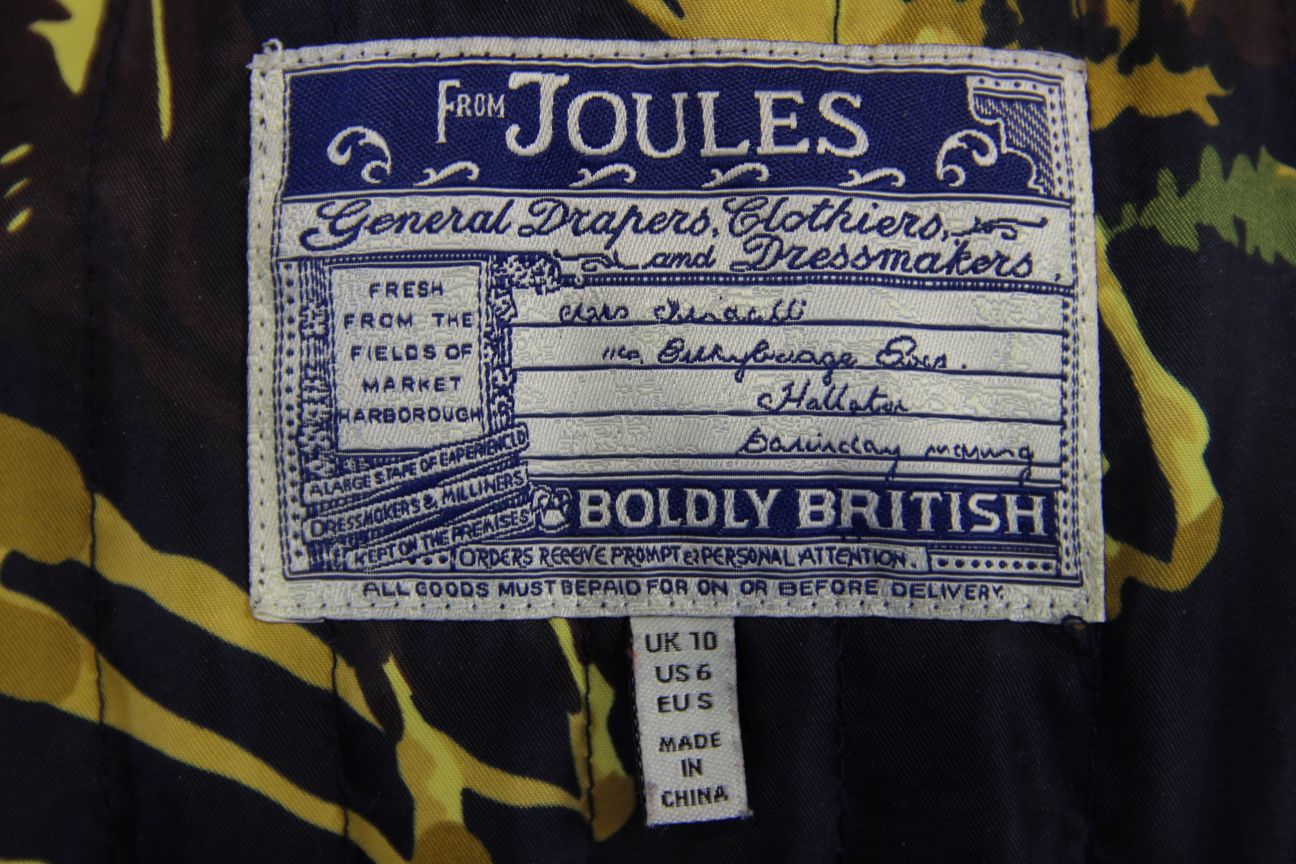 FROM JOULES
General Drapers, Clothiers,
and Dressmakers,
FRESH
FROM THE
FIELDS OF
MARKET
HARBOROUGH
A LARGE STAPE OF EXPERIENCED
DRESSMAKERS & MILLINERS
KEPT ON THE PREMISES
Hallaton
BOLDLY BRITISH
ORDERS RECEIVE PROMPT & PERSONAL ATTENTION.
ALL GOODS MUST BE PAID FOR ON OR BEFORE DELIVERY.
UK 10
US 6
EU S
MADE
IN
CHINA